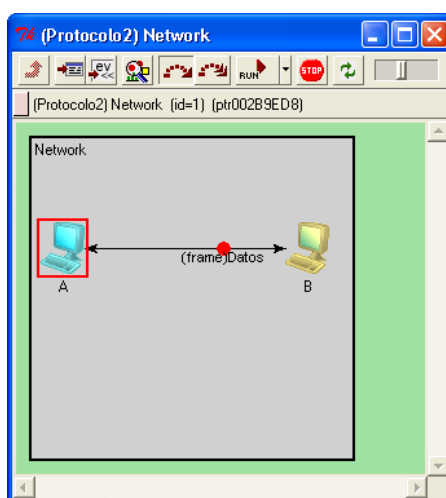 (Protocolo2) Network
ev
<<
RUN
STOP
(Protocolo2) Network (id=1) (ptr002B9ED8)
Network
(frame)Datos
A
B